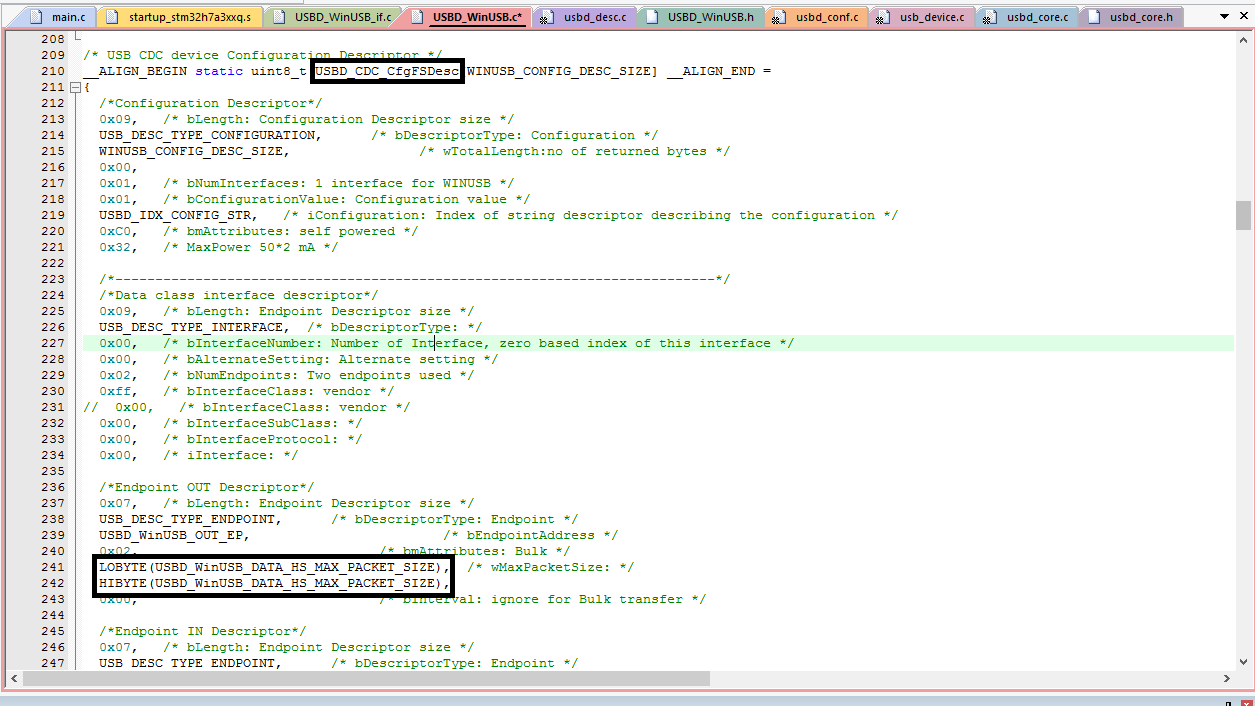 main.c startup_stm32h7a3xxq.s USBD_WinUSB_if.c USBD_WinUSB.c* usbd_desc.c USBD_WinUSB.h usbd_conf.c usb_device.c usbd_core.c usbd_core.h
208
209 /* USB CDC device Configuration Descriptor */
210 __ALIGN_BEGIN static uint8_t USBD_CDC_CfgFSDesc WINUSB_CONFIG_DESC_SIZE] __ALIGN_END =
211 {
212 /*Configuration Descriptor*/
213 0x09, /* bLength: Configuration Descriptor size */
214 USB_DESC_TYPE_CONFIGURATION, /* bDescriptorType: Configuration */
215 WINUSB_CONFIG_DESC_SIZE, /* wTotalLength:no of returned bytes */
216 0x00,
217 0x01, /* bNumInterfaces: 1 interface for WINUSB */
218 0x01, /* bConfigurationValue: Configuration value */
219 USBD_IDX_CONFIG_STR, /* iConfiguration: Index of string descriptor describing the configuration */
220 0xC0, /* bmAttributes: self powered */
221 0x32, /* MaxPower 50*2 mA */
222
223 /*---------------------------------------------------------------------------*/
224 /*Data class interface descriptor*/
225 0x09, /* bLength: Endpoint Descriptor size */
226 USB_DESC_TYPE_INTERFACE, /* bDescriptorType: */
227 0x00, /* bInterfaceNumber: Number of Interface, zero based index of this interface */
228 0x00, /* bAlternateSetting: Alternate setting */
229 0x02, /* bNumEndpoints: Two endpoints used */
230 0xff, /* bInterfaceClass: vendor */
231 // 0x00, /* bInterfaceClass: vendor */
232 0x00, /* bInterfaceSubClass: */
233 0x00, /* bInterfaceProtocol: */
234 0x00, /* iInterface: */
235
236 /*Endpoint OUT Descriptor*/
237 0x07, /* bLength: Endpoint Descriptor size */
238 USB_DESC_TYPE_ENDPOINT, /* bDescriptorType: Endpoint */
239 USBD_WinUSB_OUT_EP, /* bEndpointAddress */
240 0x02, /* bmAttributes: Bulk */
241 LOBYTE(USBD_WinUSB_DATA_HS_MAX_PACKET_SIZE), /* wMaxPacketSize: */
242 HIBYTE(USBD_WinUSB_DATA_HS_MAX_PACKET_SIZE),
243 0x00, /* bInterval: ignore for Bulk transfer */
244
245 /*Endpoint IN Descriptor*/
246 0x07, /* bLength: Endpoint Descriptor size */
247 USB_DESC_TYPE_ENDPOINT, /* bDescriptorType: Endpoint */